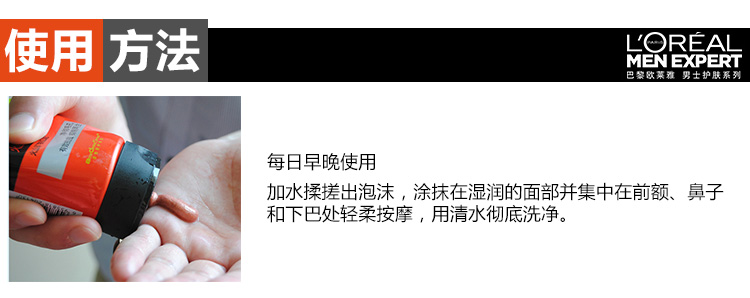 使用方法
L'ORÉAL
PARIS
MEN EXPERT
巴黎欧莱雅 男士护肤系列
每日早晚使用
加水揉搓出泡沫，涂抹在湿润的面部并集中在前额、鼻子
和下巴处轻柔按摩，用清水彻底洗净。